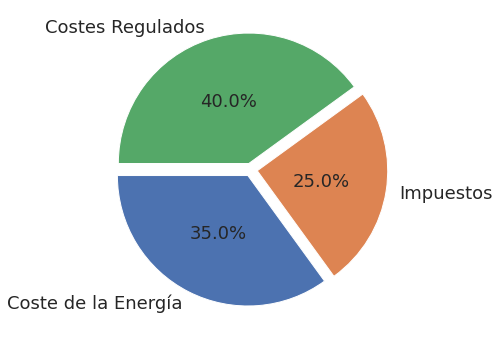 Costes Regulados
40.0%
25.0%
Impuestos
35.0%
Coste de la Energía